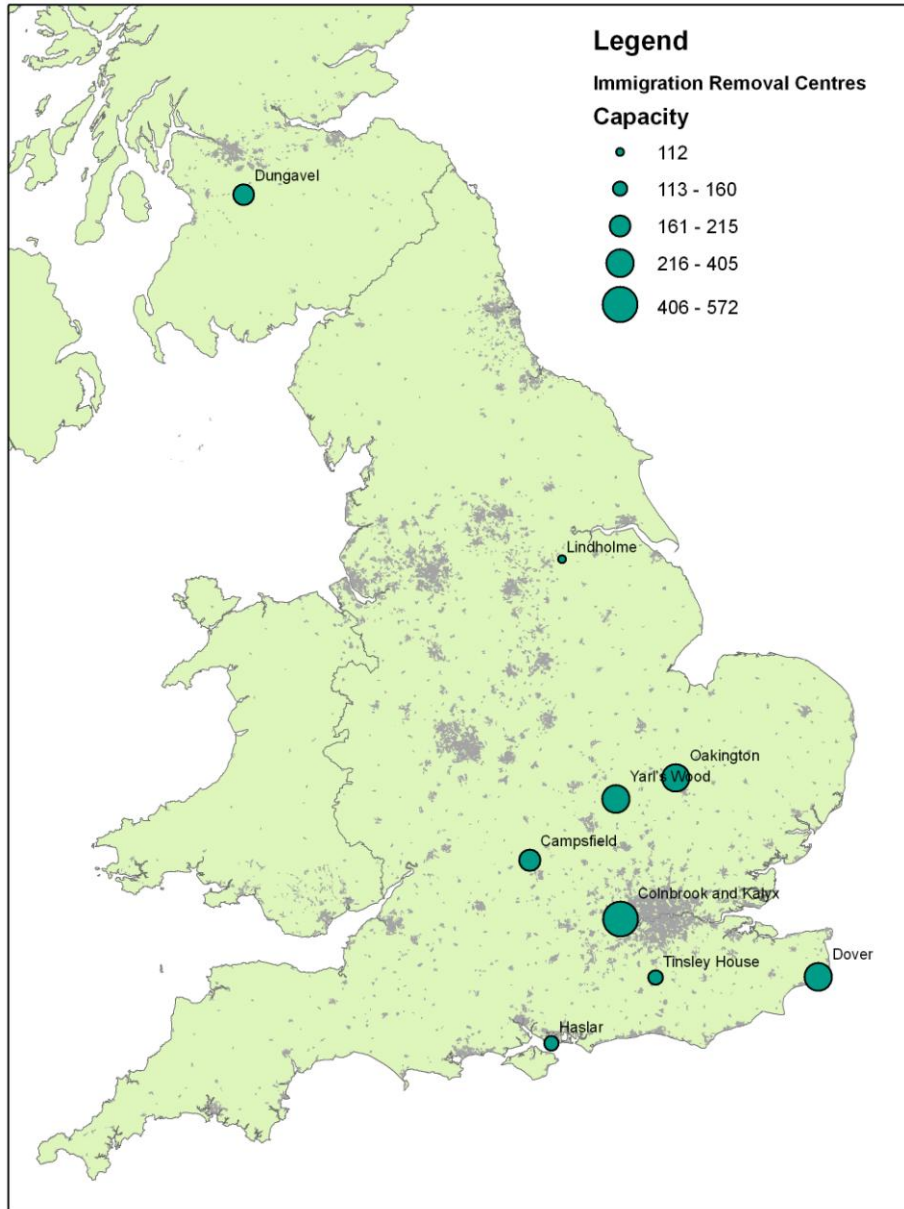 Legend
Immigration Removal Centres
Capacity
112
113 - 160
161 - 215
216 - 405
406 - 572
Dungavel
Lindholme
Oakington
Yarl's Wood
Campsfield
Colnbrook and Kalyx
Tinsley House
Dover
Haslar